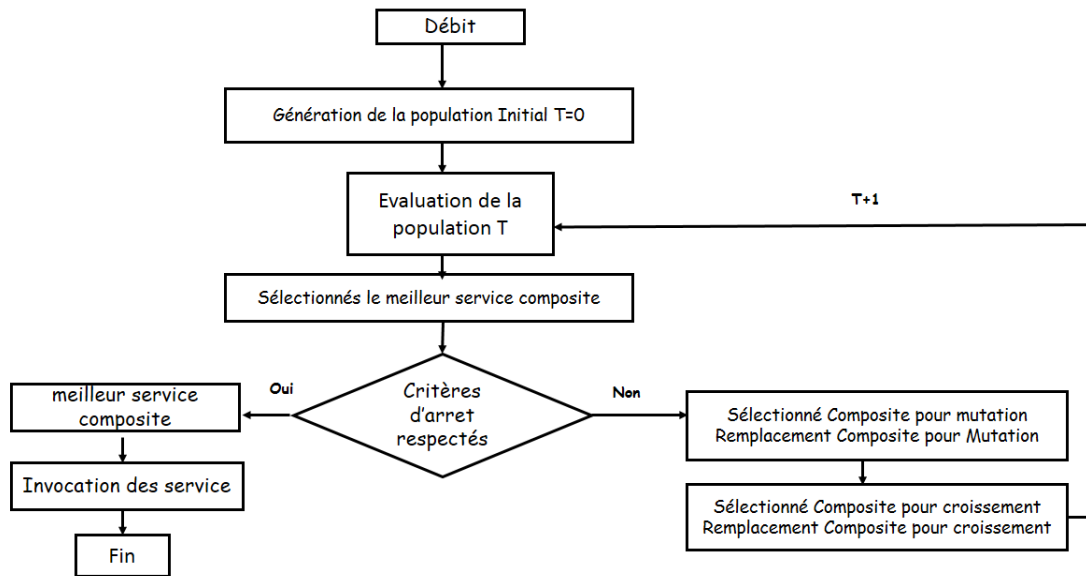 Débit
Génération de la population Initial T=0
Evaluation de la
population T
T+1
Sélectionnés le meilleur service composite
Critères
d'arret
respectés
Oui
Non
meilleur service
composite
Invocation des service
Fin
Sélectionné Composite pour mutation
Remplacement Composite pour Mutation
Sélectionné Composite pour croissement
Remplacement Composite pour croissement